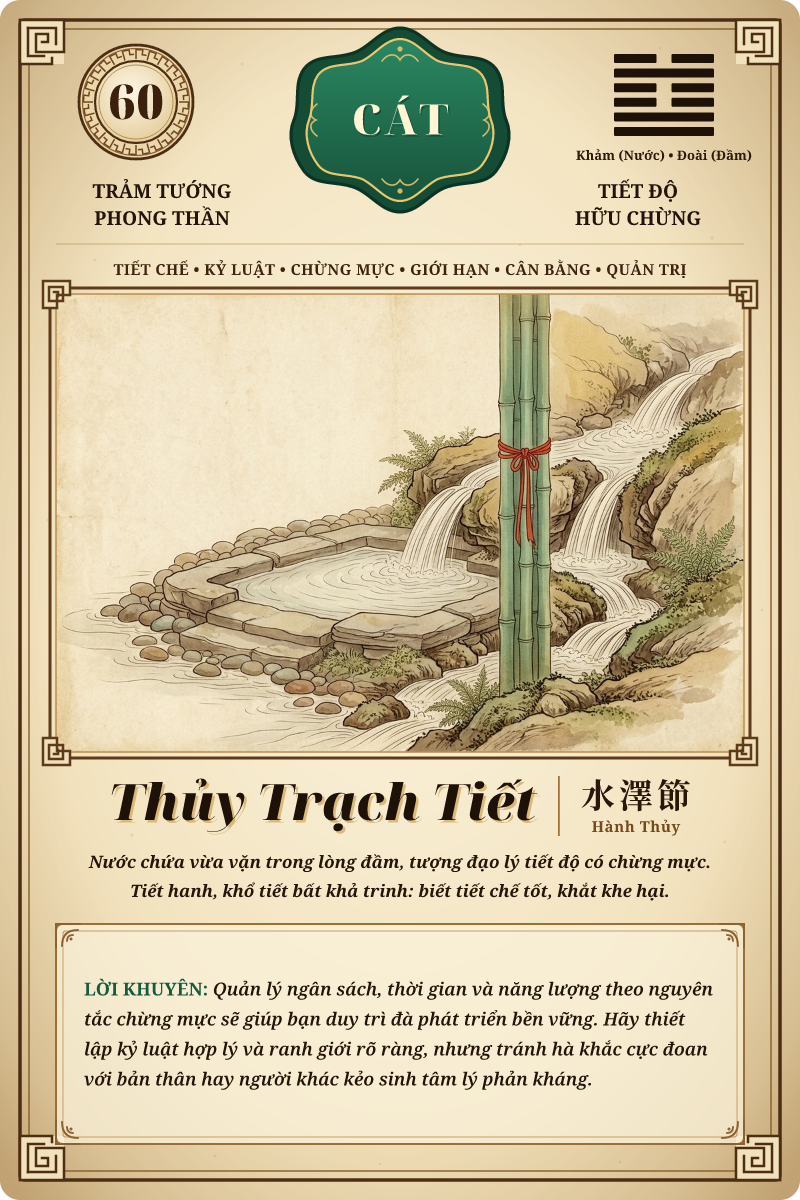 60
CÁT
Khảm (Nước) • Đoài (Đầm)
TRẢM TƯỚNG
PHONG THẦN
TIẾT ĐỘ
HỮU CHỪNG
TIẾT CHẾ • KỶ LUẬT • CHỪNG MỰC • GIỚI HẠN • CÂN BẰNG • QUẢN TRỊ
Thủy Trạch Tiết
水澤節
Hành Thủy
Nước chứa vừa vặn trong lòng đầm, tượng đạo lý tiết độ có chừng mực.
Tiết hanh, khổ tiết bất khả trinh: biết tiết chế tốt, khắt khe hại.
LỜI KHUYÊN: Quản lý ngân sách, thời gian và năng lượng theo nguyên
tắc chừng mực sẽ giúp bạn duy trì đà phát triển bền vững. Hãy thiết
lập kỷ luật hợp lý và ranh giới rõ ràng, nhưng tránh hà khắc cực đoan
với bản thân hay người khác kẻo sinh tâm lý phản kháng.